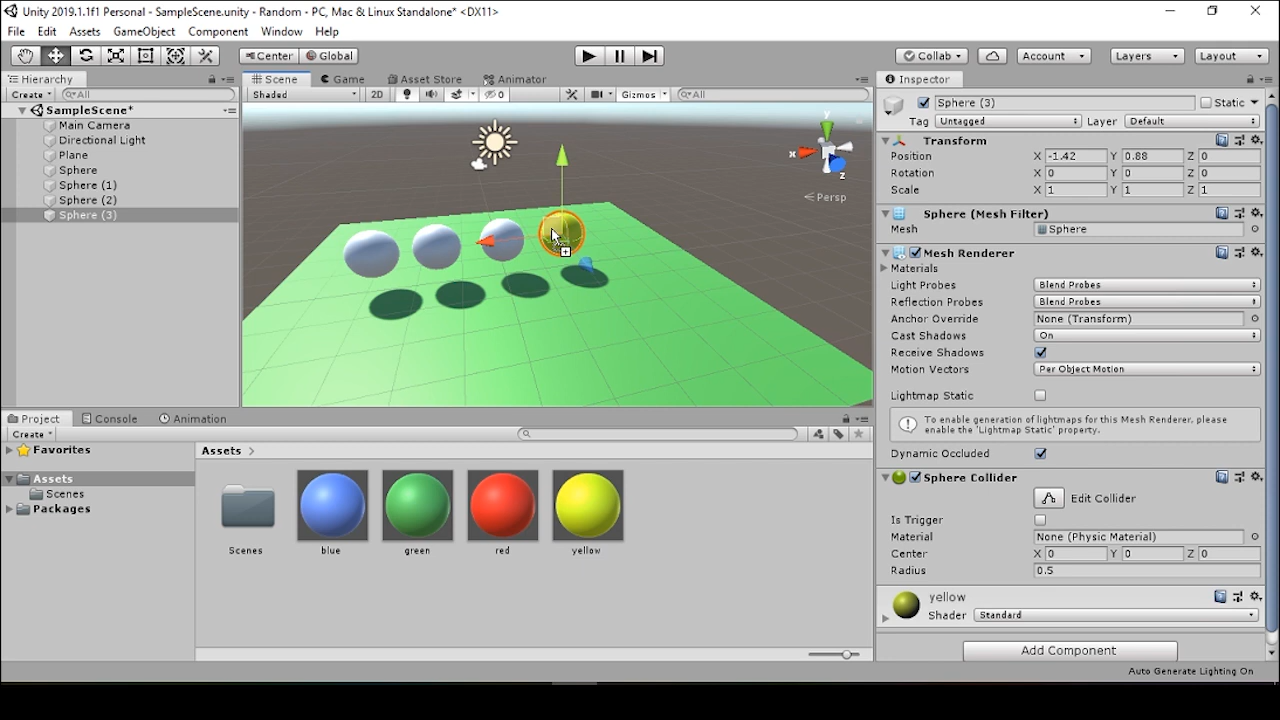 Unity 2019.1.1f1 Personal - SampleScene.unity - Random - PC, Mac & Linux Standalone* <DX11>
File Edit Assets GameObject Component Window Help
Center Global Collab Account Layers Layout
Hierarchy Scene Game Asset Store Animator Inspector
Create All Shaded 2D 0 Gizmos All
SampleScene*
Main Camera
Directional Light
Plane
Sphere
Sphere (1)
Sphere (2)
Sphere (3)
y
x
z
Persp
Sphere (3) Static
Tag Untagged Layer Default
Transform
Position X -1.42 Y 0.88 Z 0
Rotation X 0 Y 0 Z 0
Scale X 1 Y 1 Z 1
Sphere (Mesh Filter)
Mesh Sphere
Mesh Renderer
Materials
Light Probes Blend Probes
Reflection Probes Blend Probes
Anchor Override None (Transform)
Cast Shadows On
Receive Shadows
Motion Vectors Per Object Motion
Lightmap Static
To enable generation of lightmaps for this Mesh Renderer, please
enable the 'Lightmap Static' property.
Dynamic Occluded
Sphere Collider
Edit Collider
Is Trigger
Material None (Physic Material)
Center X 0 Y 0 Z 0
Radius 0.5
yellow
Shader Standard
Add Component
Project Console Animation
Create
Favorites
Assets
Scenes
Packages
Assets
Scenes blue green red yellow
Auto Generate Lighting On